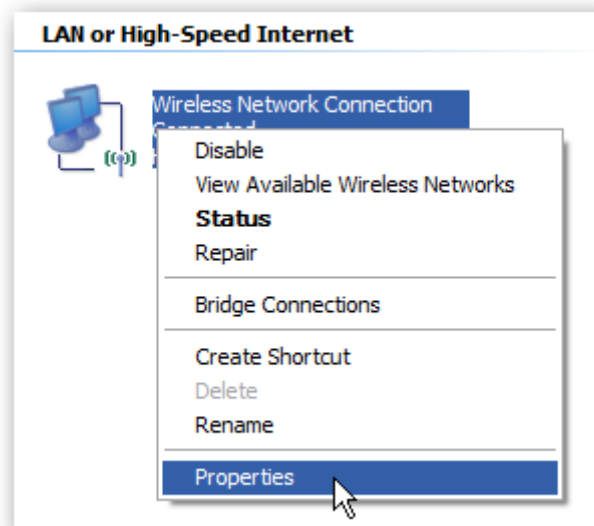 LAN or High-Speed Internet
Wireless Network Connection
Connected
Disable
View Available Wireless Networks
Status
Repair
Bridge Connections
Create Shortcut
Delete
Rename
Properties